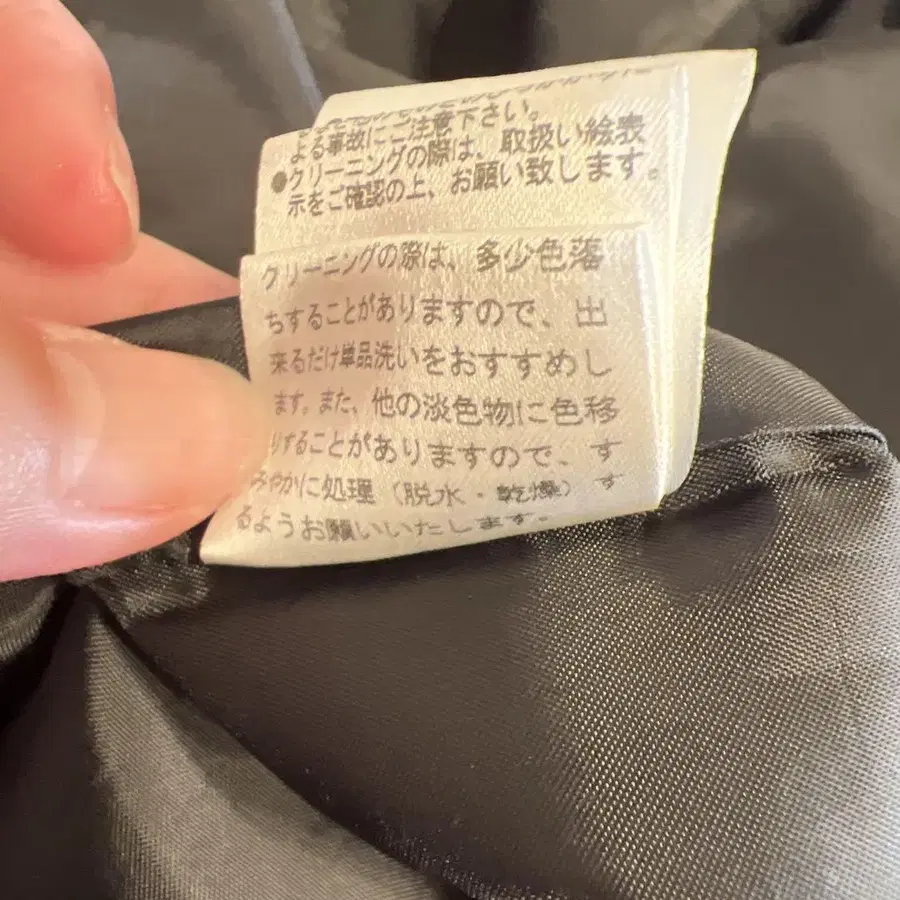 よる事故にご注意下さい。
●クリーニングの際は、取扱い絵表
示をご確認の上、お願い致します。
クリーニングの際は、多少色落
ちすることがありますので、出
来るだけ単品洗いをおすすめし
ます。また、他の淡色物に色移
りすることがありますので、す
みやかに処理（脱水・乾燥）す
るようお願いいたします。